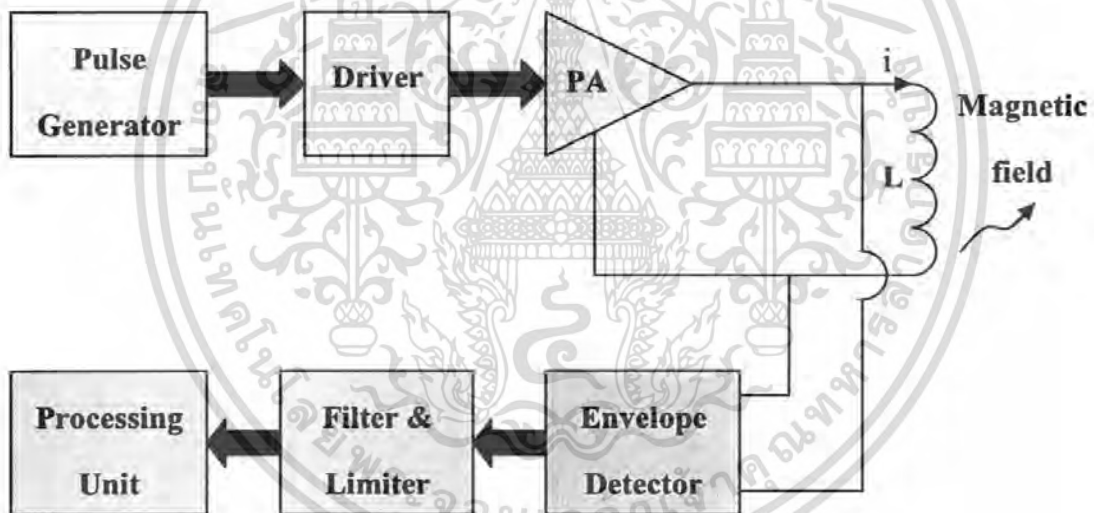 Pulse
Generator
Driver
PA
i
L
Magnetic
field
Processing
Unit
Filter &
Limiter
Envelope
Detector